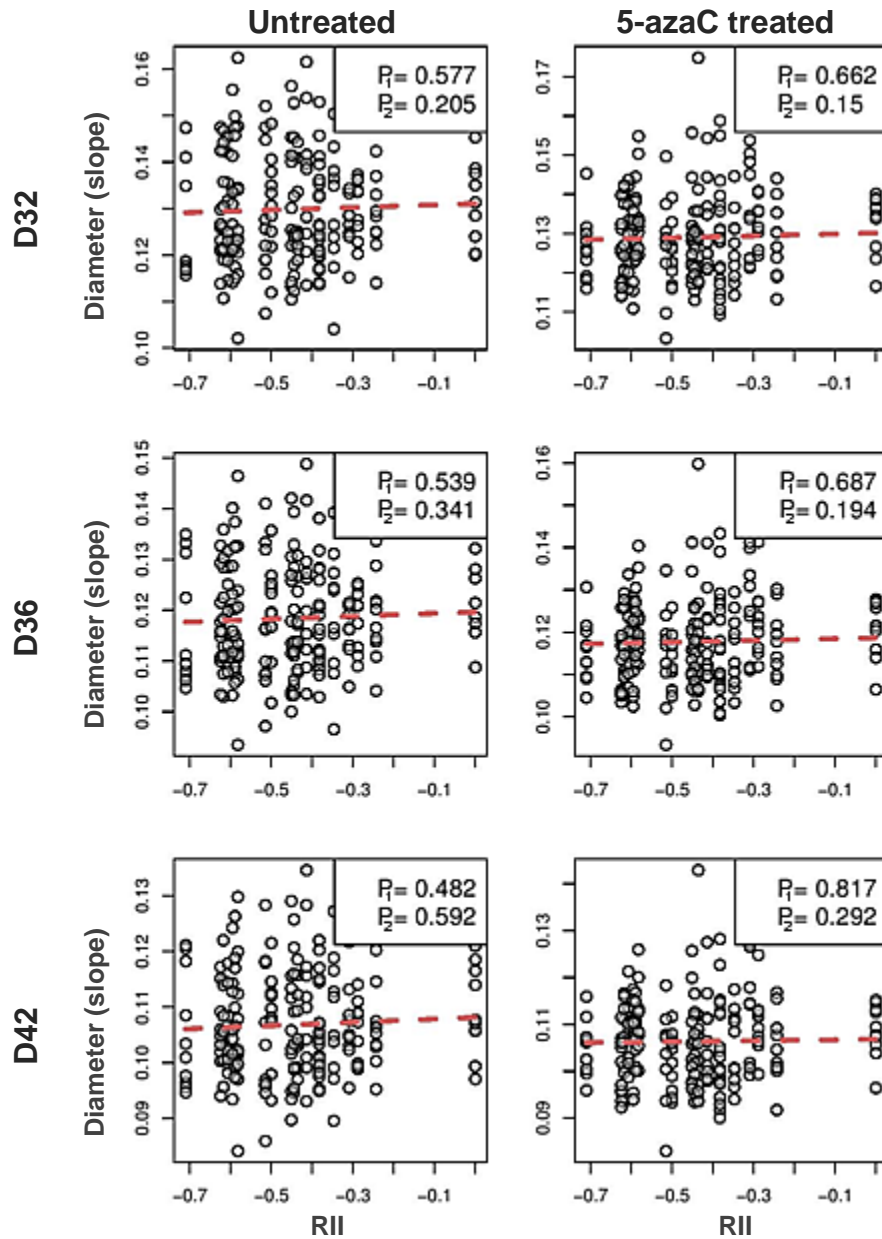 Untreated 5-azaC treated
D32
Diameter (slope)
0.10 0.12 0.14 0.16
P1= 0.577
P2= 0.205
-0.7 -0.5 -0.3 -0.1
0.11 0.13 0.15 0.17
P1= 0.662
P2= 0.15
-0.7 -0.5 -0.3 -0.1
D36
Diameter (slope)
0.10 0.11 0.12 0.13 0.14 0.15
P1= 0.539
P2= 0.341
-0.7 -0.5 -0.3 -0.1
0.10 0.12 0.14 0.16
P1= 0.687
P2= 0.194
-0.7 -0.5 -0.3 -0.1
D42
Diameter (slope)
0.09 0.10 0.11 0.12 0.13
P1= 0.482
P2= 0.592
-0.7 -0.5 -0.3 -0.1
RII
0.09 0.11 0.13
P1= 0.817
P2= 0.292
-0.7 -0.5 -0.3 -0.1
RII